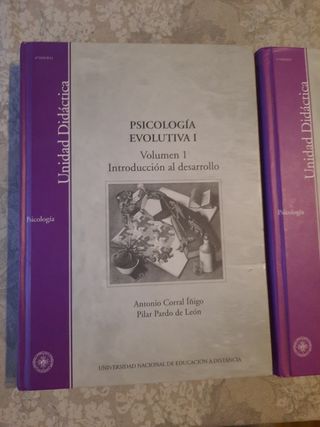 Unidad Didáctica
Psicología
PSICOLOGÍA
EVOLUTIVA I
Volumen 1
Introducción al desarrollo
Antonio Corral Íñigo
Pilar Pardo de León
UNIVERSIDAD NACIONAL DE EDUCACIÓN A DISTANCIA
Unidad Didáctica
Psicología